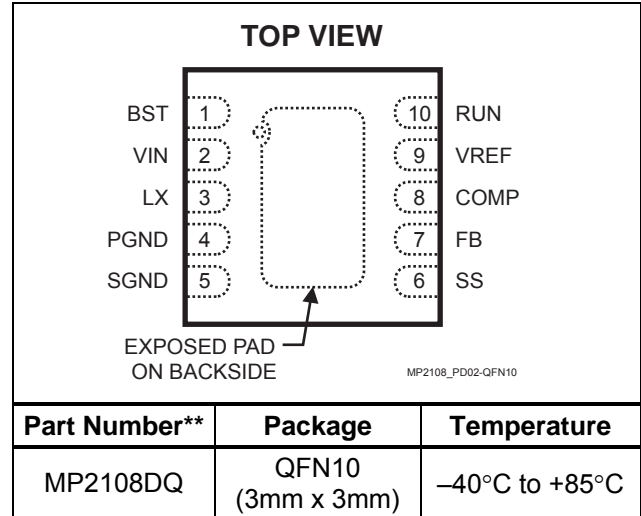 TOP VIEW
BST 1 10 RUN
VIN 2 9 VREF
LX 3 8 COMP
PGND 4 7 FB
SGND 5 6 SS
EXPOSED PAD
ON BACKSIDE MP2108_PD02-QFN10
Part Number** Package Temperature
MP2108DQ QFN10 (3mm x 3mm) –40°C to +85°C